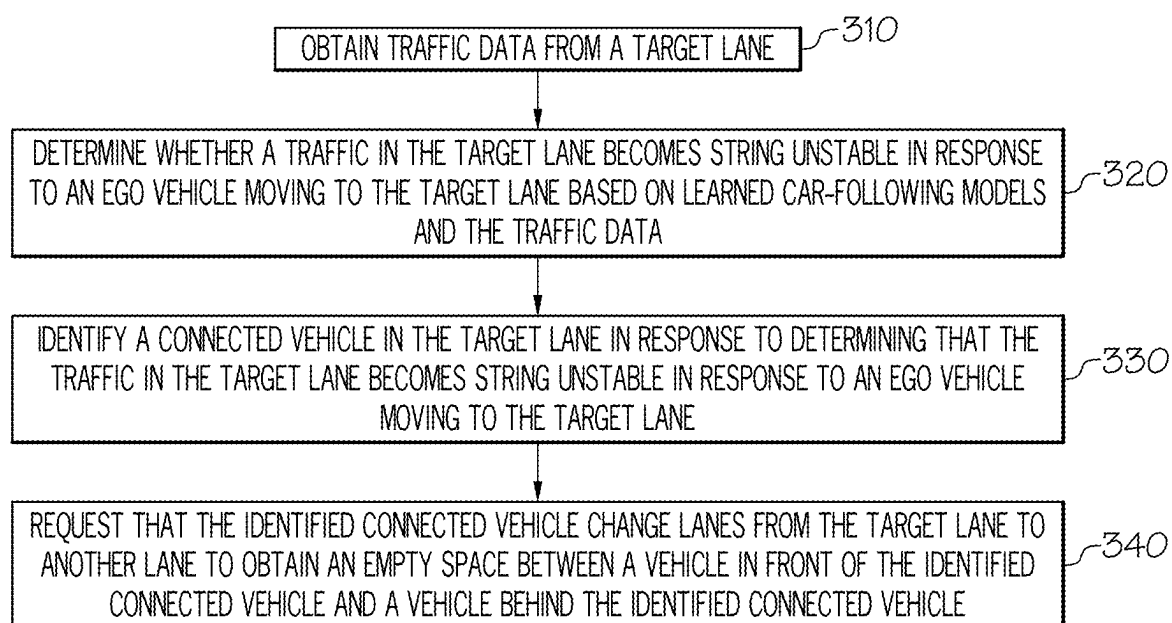 OBTAIN TRAFFIC DATA FROM A TARGET LANE
310
DETERMINE WHETHER A TRAFFIC IN THE TARGET LANE BECOMES STRING UNSTABLE IN RESPONSE
TO AN EGO VEHICLE MOVING TO THE TARGET LANE BASED ON LEARNED CAR-FOLLOWING MODELS
AND THE TRAFFIC DATA
320
IDENTIFY A CONNECTED VEHICLE IN THE TARGET LANE IN RESPONSE TO DETERMINING THAT THE
TRAFFIC IN THE TARGET LANE BECOMES STRING UNSTABLE IN RESPONSE TO AN EGO VEHICLE
MOVING TO THE TARGET LANE
330
REQUEST THAT THE IDENTIFIED CONNECTED VEHICLE CHANGE LANES FROM THE TARGET LANE TO
ANOTHER LANE TO OBTAIN AN EMPTY SPACE BETWEEN A VEHICLE IN FRONT OF THE IDENTIFIED
CONNECTED VEHICLE AND A VEHICLE BEHIND THE IDENTIFIED CONNECTED VEHICLE
340